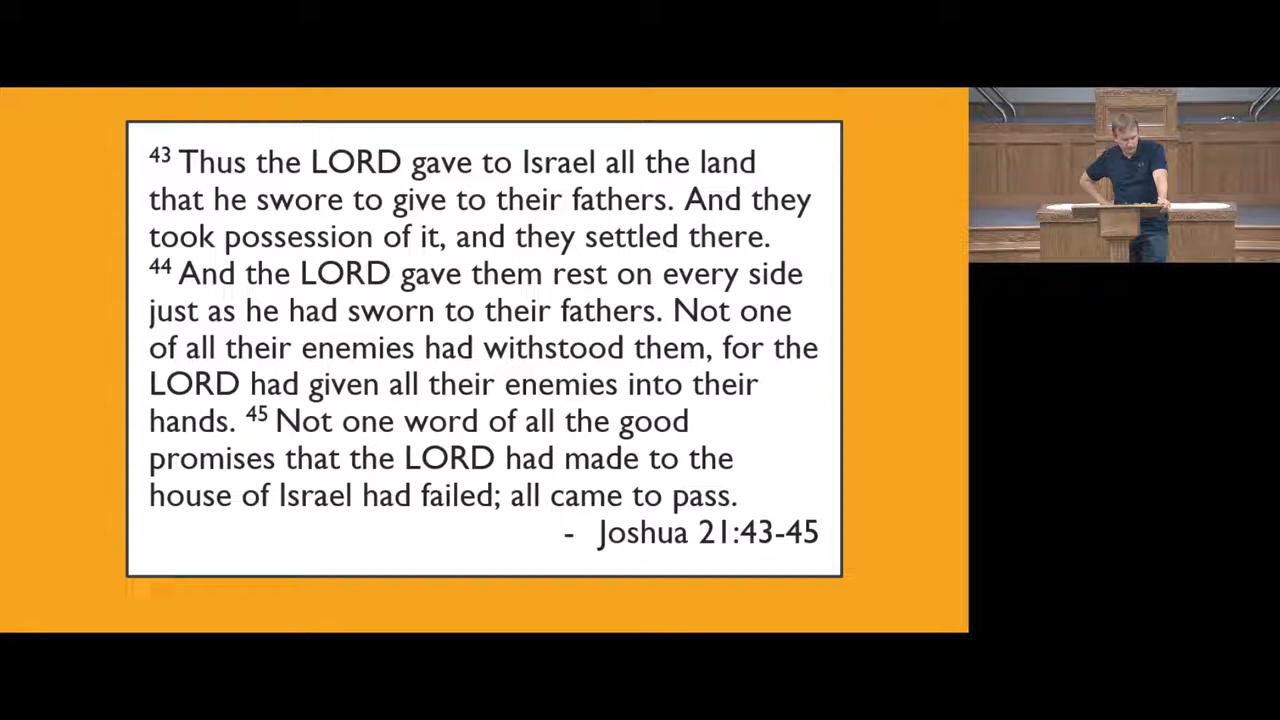 43 Thus the LORD gave to Israel all the land
that he swore to give to their fathers. And they
took possession of it, and they settled there.
44 And the LORD gave them rest on every side
just as he had sworn to their fathers. Not one
of all their enemies had withstood them, for the
LORD had given all their enemies into their
hands. 45 Not one word of all the good
promises that the LORD had made to the
house of Israel had failed; all came to pass.
- Joshua 21:43-45